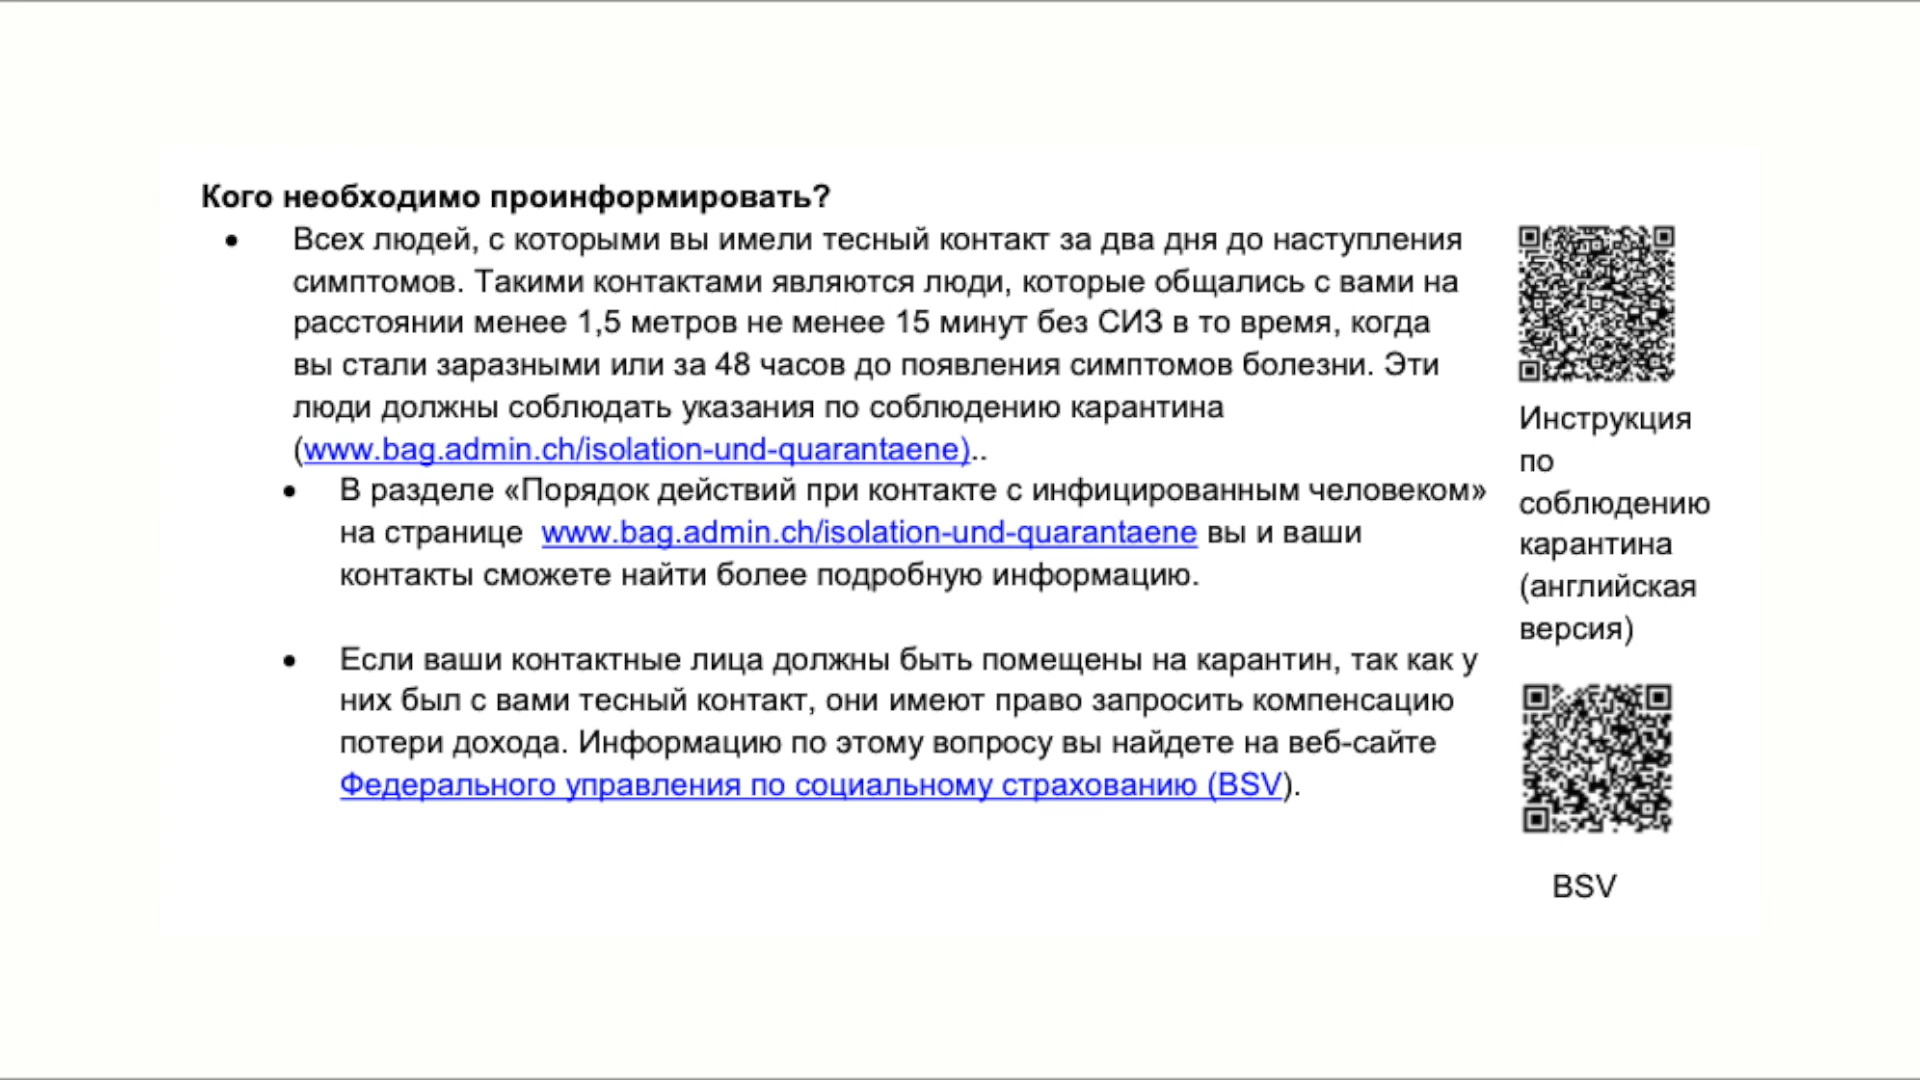 Кого необходимо проинформировать?
• Всех людей, с которыми вы имели тесный контакт за два дня до наступления
симптомов. Такими контактами являются люди, которые общались с вами на
расстоянии менее 1,5 метров не менее 15 минут без СИЗ в то время, когда
вы стали заразными или за 48 часов до появления симптомов болезни. Эти
люди должны соблюдать указания по соблюдению карантина
(www.bag.admin.ch/isolation-und-quarantaene)..
• В разделе «Порядок действий при контакте с инфицированным человеком»
на странице www.bag.admin.ch/isolation-und-quarantaene вы и ваши
контакты сможете найти более подробную информацию.
• Если ваши контактные лица должны быть помещены на карантин, так как у
них был с вами тесный контакт, они имеют право запросить компенсацию
потери дохода. Информацию по этому вопросу вы найдете на веб-сайте
Федерального управления по социальному страхованию (BSV).
Инструкция
по
соблюдению
карантина
(английская
версия)
BSV